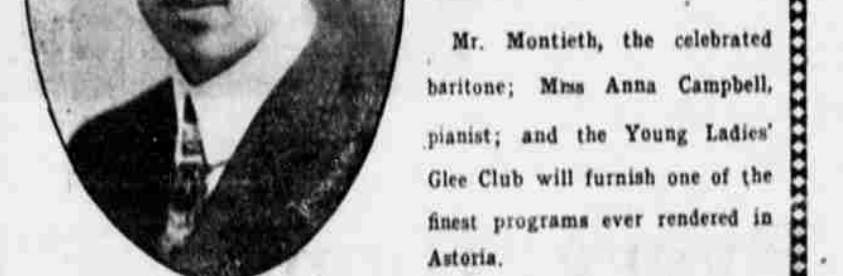 Mr. Montieth, the celebrated
baritone; Miss Anna Campbell,
pianist; and the Young Ladies'
Glee Club will furnish one of the
finest programs ever rendered in
Astoria.